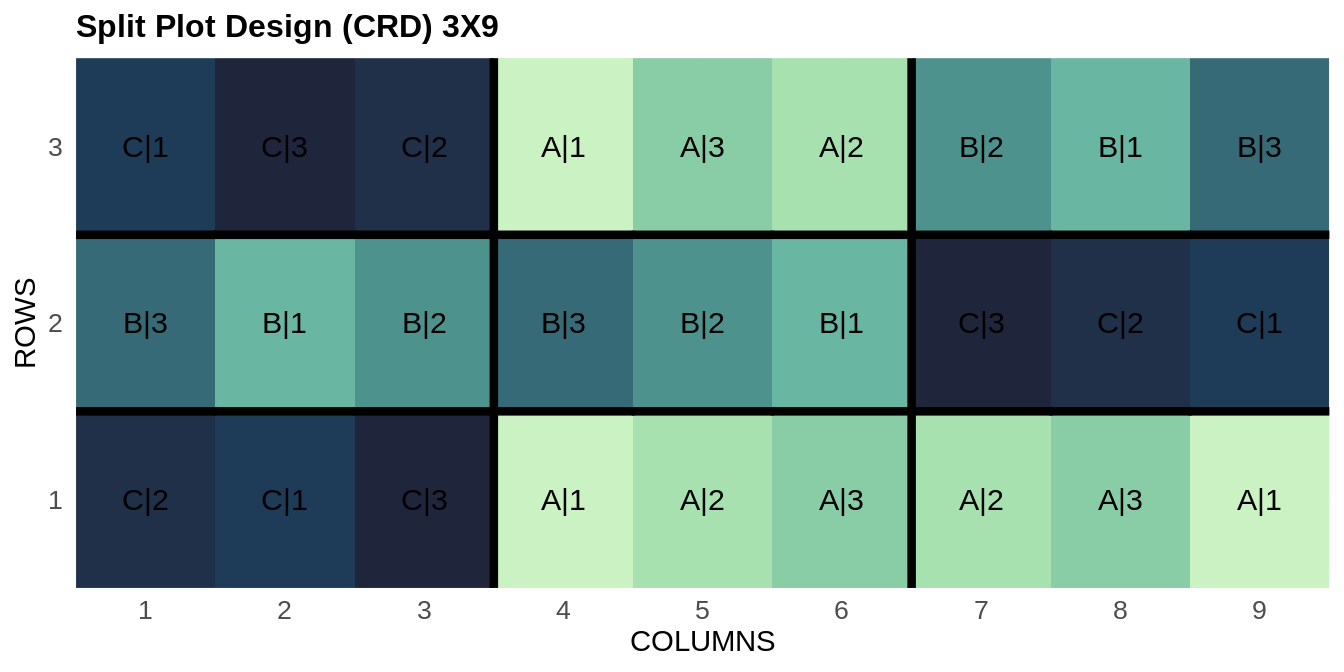 Split Plot Design (CRD) 3X9
3 C|1 C|3 C|2 A|1 A|3 A|2 B|2 B|1 B|3
ROWS
2 B|3 B|1 B|2 B|3 B|2 B|1 C|3 C|2 C|1
1 C|2 C|1 C|3 A|1 A|2 A|3 A|2 A|3 A|1
1 2 3 4 5 6 7 8 9
COLUMNS